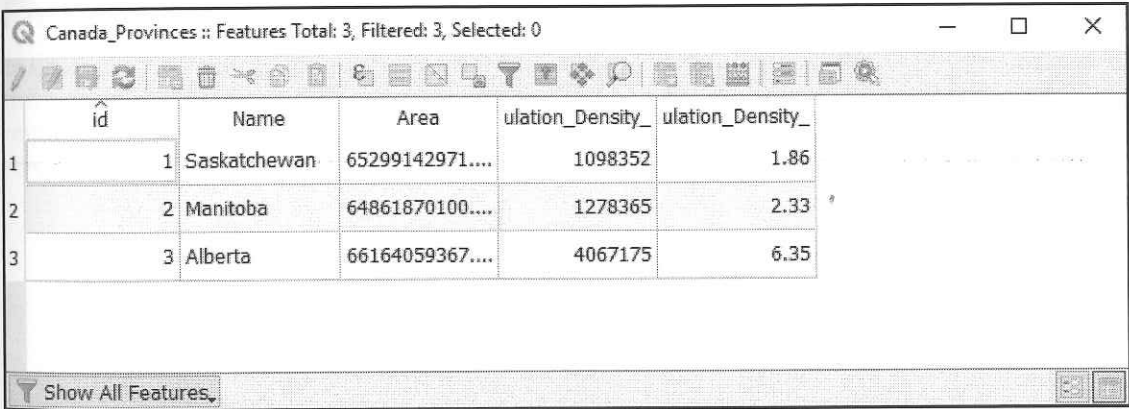 Canada_Provinces :: Features Total: 3, Filtered: 3, Selected: 0
id Name Area ulation_Density_ ulation_Density_
1 1 Saskatchewan 65299142971.... 1098352 1.86
2 2 Manitoba 64861870100.... 1278365 2.33
3 3 Alberta 66164059367.... 4067175 6.35
Show All Features